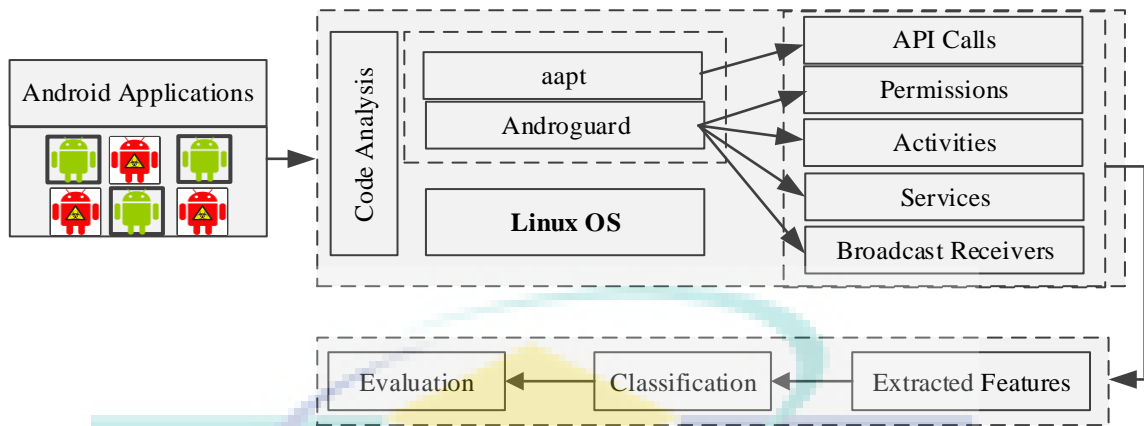 Android Applications
Code Analysis
aapt
Androguard
Linux OS
API Calls
Permissions
Activities
Services
Broadcast Receivers
Evaluation
Classification
Extracted Features